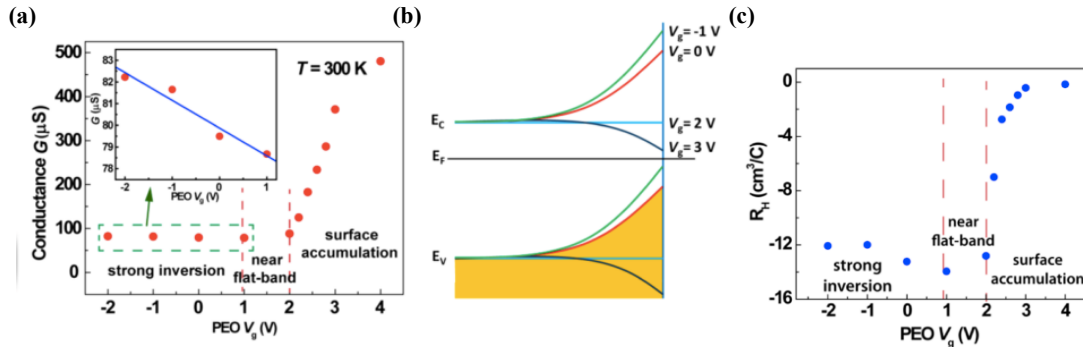 (a)
500
400
300
200
100
0
Conductance G (μS)
T = 300 K
83
82
81
80
79
78
G (μS)
-2 -1 0 1
PEO Vg (V)
strong inversion
near
flat-band
surface
accumulation
-2 -1 0 1 2 3 4
PEO Vg (V)
(b)
Vg= -1 V
Vg= 0 V
EC
Vg= 2 V
Vg= 3 V
EF
EV
(c)
0
-4
-8
-12
-16
RH (cm³/C)
strong
inversion
near
flat-band
surface
accumulation
-2 -1 0 1 2 3 4
PEO Vg (V)